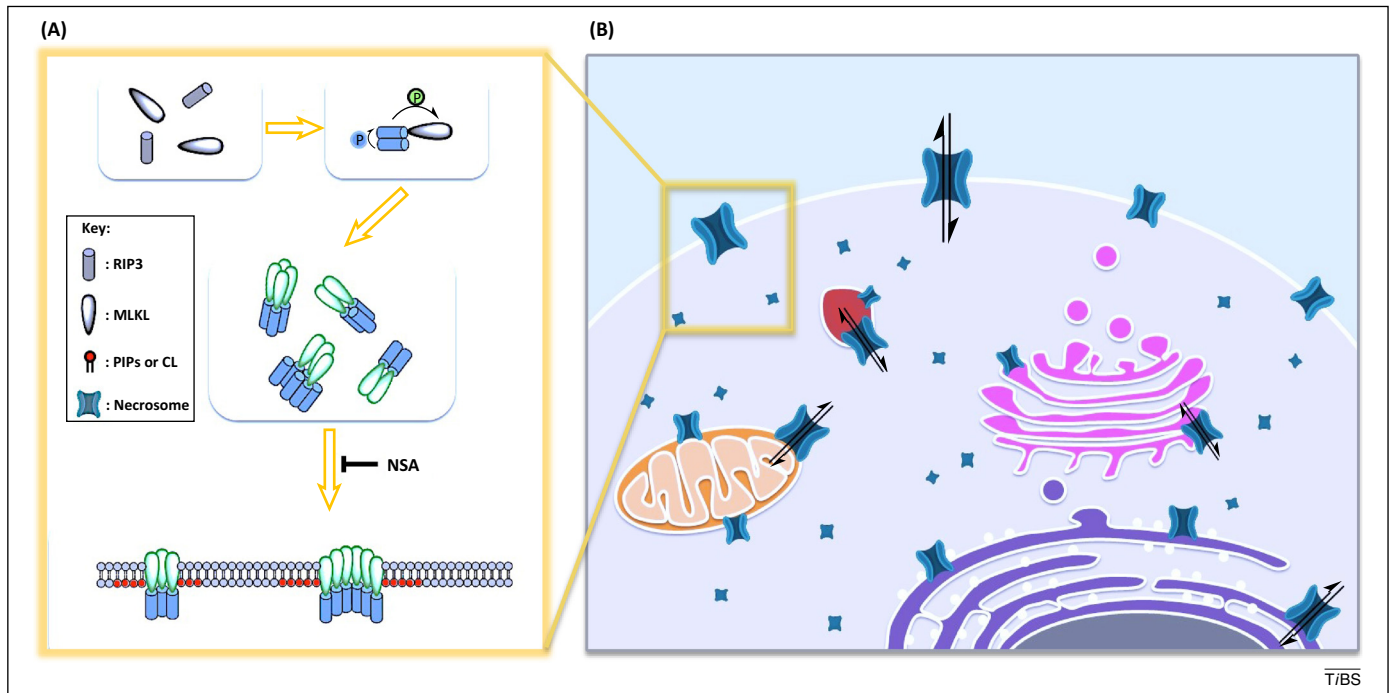 (A)
(B)
P
P
Key:
: RIP3
: MLKL
: PIPs or CL
: Necrosome
NSA
TiBS